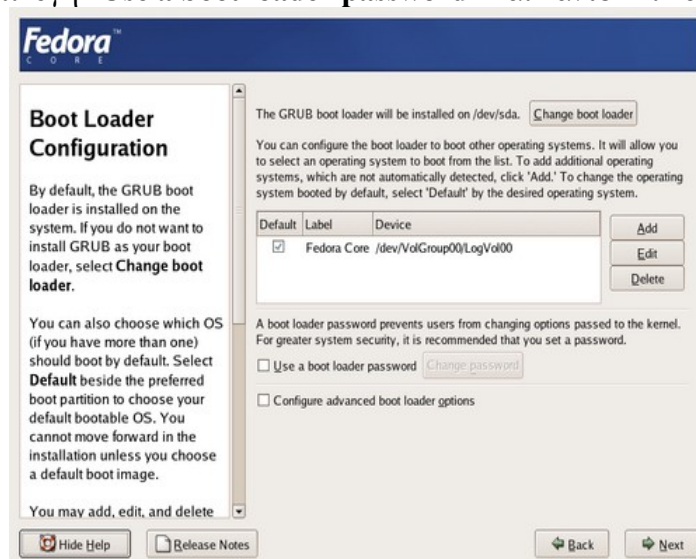 Fedora™
CORE
Boot Loader
Configuration
By default, the GRUB boot
loader is installed on the
system. If you do not want to
install GRUB as your boot
loader, select Change boot
loader.
You can also choose which OS
(if you have more than one)
should boot by default. Select
Default beside the preferred
boot partition to choose your
default bootable OS. You
cannot move forward in the
installation unless you choose
a default boot image.
You may add, edit, and delete
The GRUB boot loader will be installed on /dev/sda. Change boot loader
You can configure the boot loader to boot other operating systems. It will allow you
to select an operating system to boot from the list. To add additional operating
systems, which are not automatically detected, click 'Add.' To change the operating
system booted by default, select 'Default' by the desired operating system.
Default Label Device
Fedora Core /dev/VolGroup00/LogVol00
Add
Edit
Delete
A boot loader password prevents users from changing options passed to the kernel.
For greater system security, it is recommended that you set a password.
Use a boot loader password Change password
Configure advanced boot loader options
Hide Help Release Notes Back Next